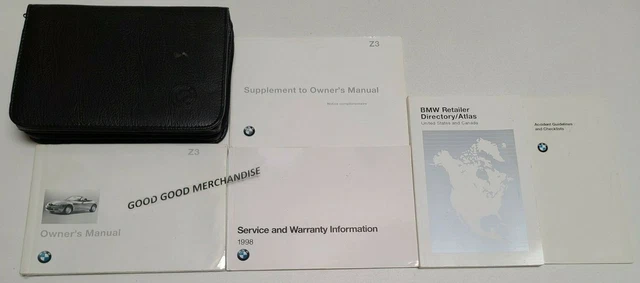 Z3
Supplement to Owner's Manual
BMW Retailer
Directory/Atlas
United States and Canada
Accident Guidelines
and Checklists
Z3
Owner's Manual
GOOD GOOD MERCHANDISE
Service and Warranty Information
1998